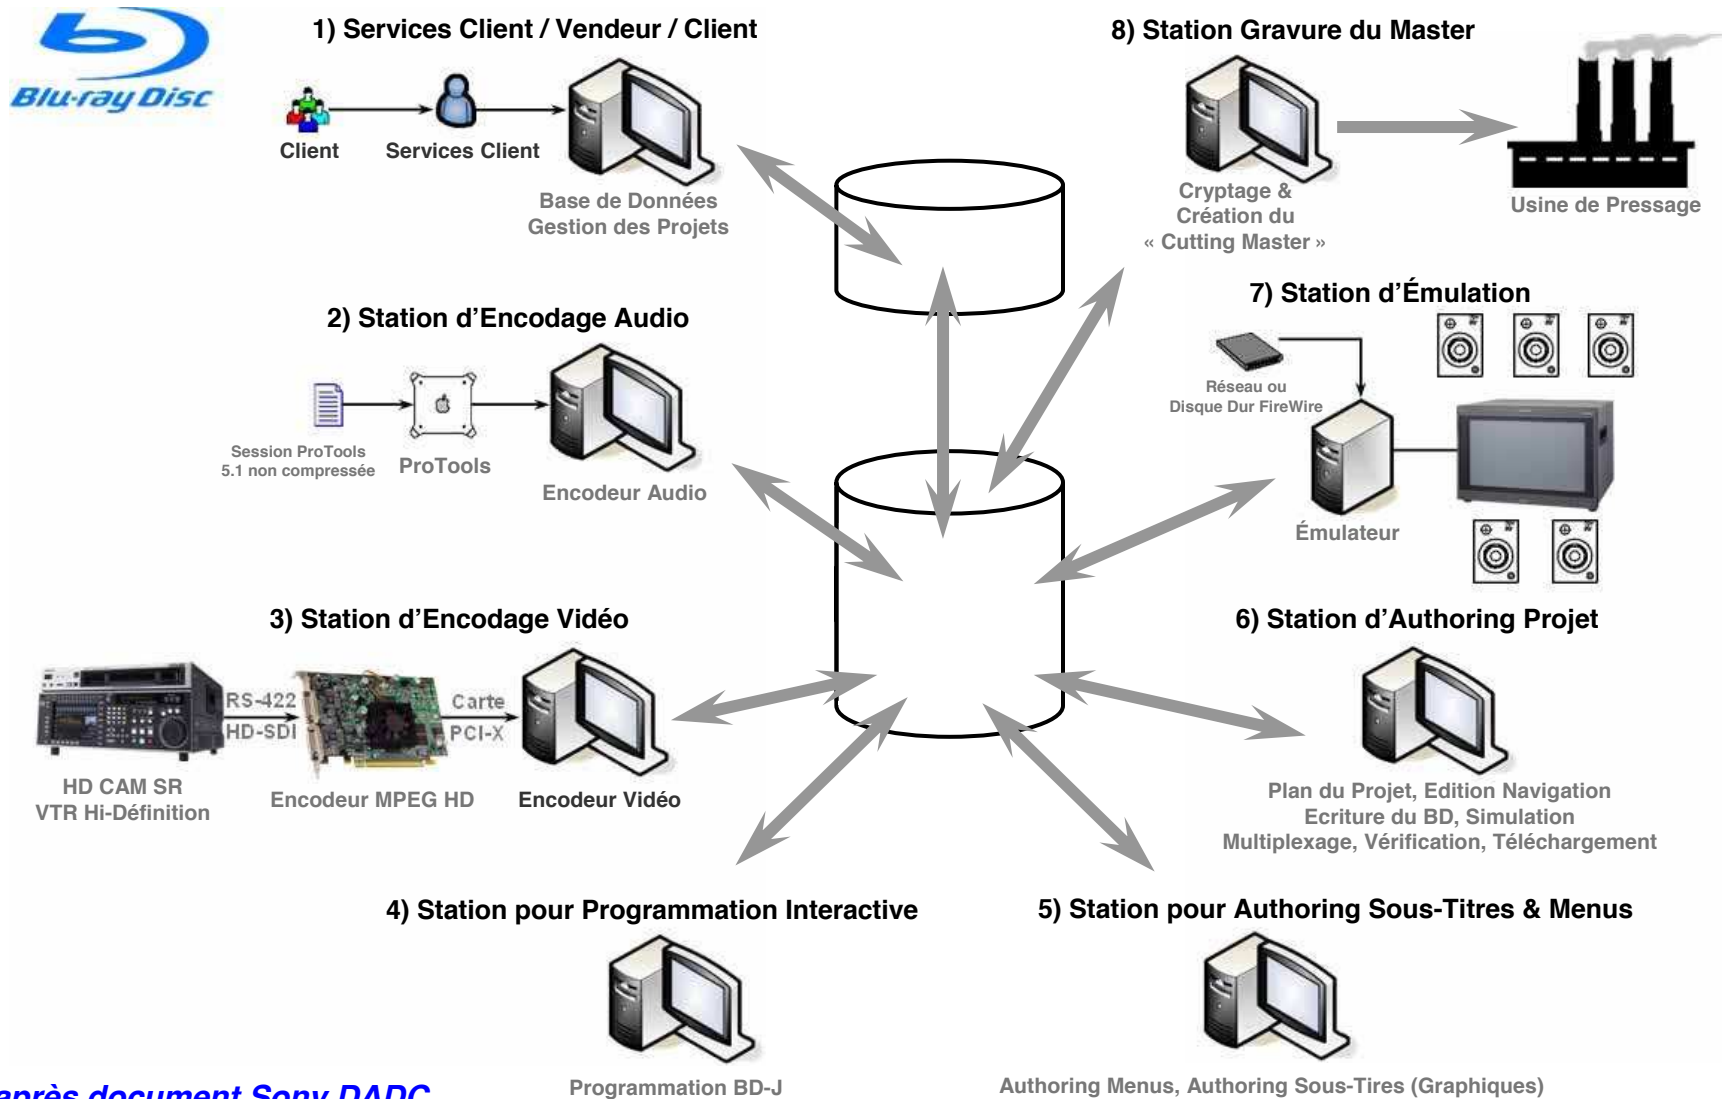 Blu-ray Disc
1) Services Client / Vendeur / Client
Client
Services Client
Base de Données
Gestion des Projets
8) Station Gravure du Master
Cryptage &
Création du
« Cutting Master »
Usine de Pressage
2) Station d’Encodage Audio
Session ProTools
5.1 non compressée
ProTools
Encodeur Audio
7) Station d’Émulation
Réseau ou
Disque Dur FireWire
Émulateur
3) Station d’Encodage Vidéo
RS-422
HD-SDI
Carte
PCI-X
HD CAM SR
VTR Hi-Définition
Encodeur MPEG HD
Encodeur Vidéo
6) Station d’Authoring Projet
Plan du Projet, Edition Navigation
Ecriture du BD, Simulation
Multiplexage, Vérification, Téléchargement
4) Station pour Programmation Interactive
Programmation BD-J
5) Station pour Authoring Sous-Titres & Menus
Authoring Menus, Authoring Sous-Tires (Graphiques)
après document Sony DADC